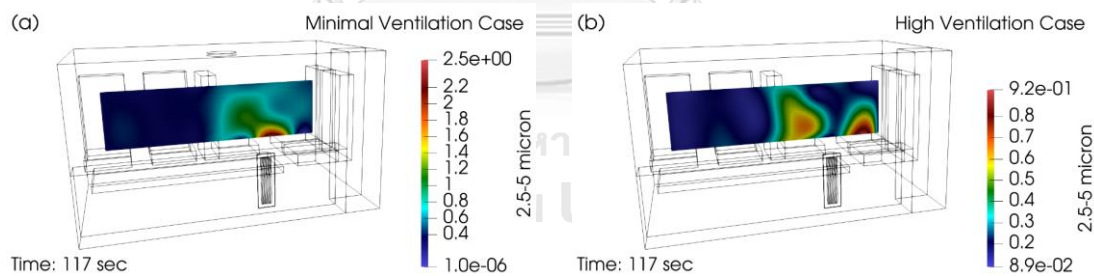 (a)
Minimal Ventilation Case
2.5e+00
2.2
2
1.8
1.6
1.4
1.2
1
0.8
0.6
0.4
1.0e-06
2.5-5 micron
Time: 117 sec
(b)
High Ventilation Case
9.2e-01
0.8
0.7
0.6
0.5
0.4
0.3
0.2
8.9e-02
2.5-5 micron
Time: 117 sec